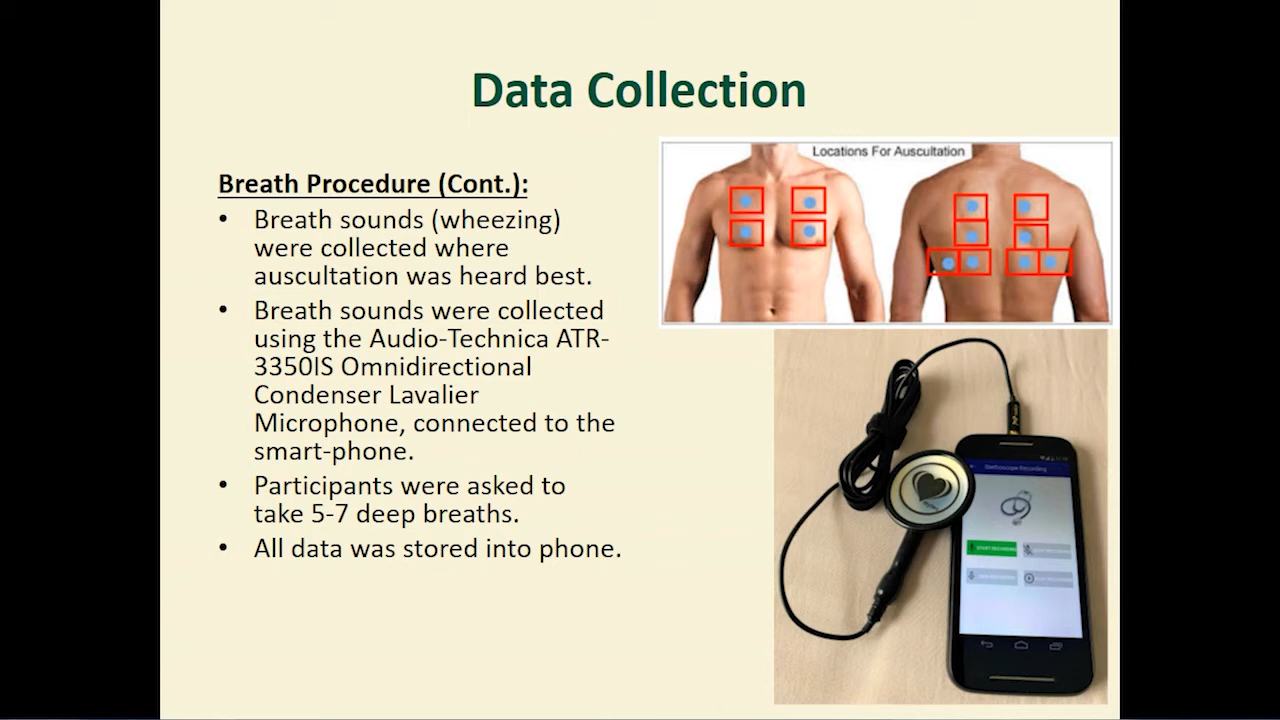 Data Collection
Breath Procedure (Cont.):
• Breath sounds (wheezing)
were collected where
auscultation was heard best.
• Breath sounds were collected
using the Audio-Technica ATR-
3350IS Omnidirectional
Condenser Lavalier
Microphone, connected to the
smart-phone.
• Participants were asked to
take 5-7 deep breaths.
• All data was stored into phone.
Locations For Auscultation
Stethoscope Recording
START RECORDING